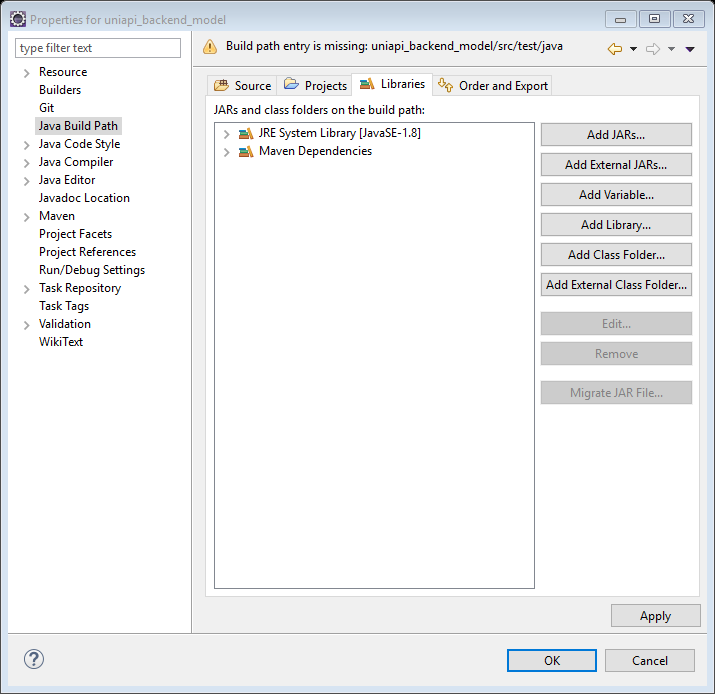 Properties for uniapi_backend_model
type filter text
Resource
Builders
Git
Java Build Path
Java Code Style
Java Compiler
Java Editor
Javadoc Location
Maven
Project Facets
Project References
Run/Debug Settings
Task Repository
Task Tags
Validation
WikiText
Build path entry is missing: uniapi_backend_model/src/test/java
Source Projects Libraries Order and Export
JARs and class folders on the build path:
JRE System Library [JavaSE-1.8]
Maven Dependencies
Add JARs...
Add External JARs...
Add Variable...
Add Library...
Add Class Folder...
Add External Class Folder...
Edit...
Remove
Migrate JAR File...
Apply
?
OK Cancel